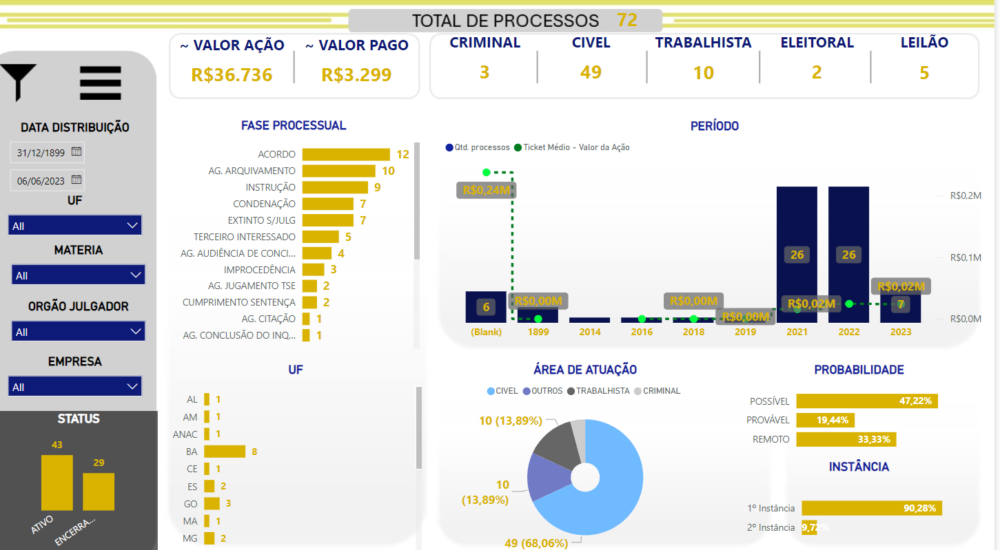 TOTAL DE PROCESSOS 72
~ VALOR AÇÃO
R$36.736
~ VALOR PAGO
R$3.299
CRIMINAL
3
CIVEL
49
TRABALHISTA
10
ELEITORAL
2
LEILÃO
5
DATA DISTRIBUIÇÃO
31/12/1899
06/06/2023
UF
All
MATERIA
All
ORGÃO JULGADOR
All
EMPRESA
All
STATUS
43
29
ATIVO
ENCERRA...
FASE PROCESSUAL
ACORDO 12
AG. ARQUIVAMENTO 10
INSTRUÇÃO 9
CONDENAÇÃO 7
EXTINTO S/JULG 7
TERCEIRO INTERESSADO 5
AG. AUDIÊNCIA DE CONCI... 4
IMPROCEDÊNCIA 3
AG. JUGAMENTO TSE 2
CUMPRIMENTO SENTENÇA 2
AG. CITAÇÃO 1
AG. CONCLUSÃO DO INQ... 1
PERÍODO
Qtd. processos Ticket Médio - Valor da Ação
R$0,24M
R$0,2M
26 26
R$0,1M
R$0,02M
6 R$0,00M R$0,00M R$0,00M R$0,02M 7
R$0,0M
(Blank) 1899 2014 2016 2018 2019 2021 2022 2023
UF
AL 1
AM 1
ANAC 1
BA 8
CE 1
ES 2
GO 3
MA 1
MG 2
ÁREA DE ATUAÇÃO
CIVEL OUTROS TRABALHISTA CRIMINAL
10 (13,89%)
10
(13,89%)
49 (68,06%)
PROBABILIDADE
POSSÍVEL 47,22%
PROVÁVEL 19,44%
REMOTO 33,33%
INSTÂNCIA
1º Instância 90,28%
2º Instância 9,72%